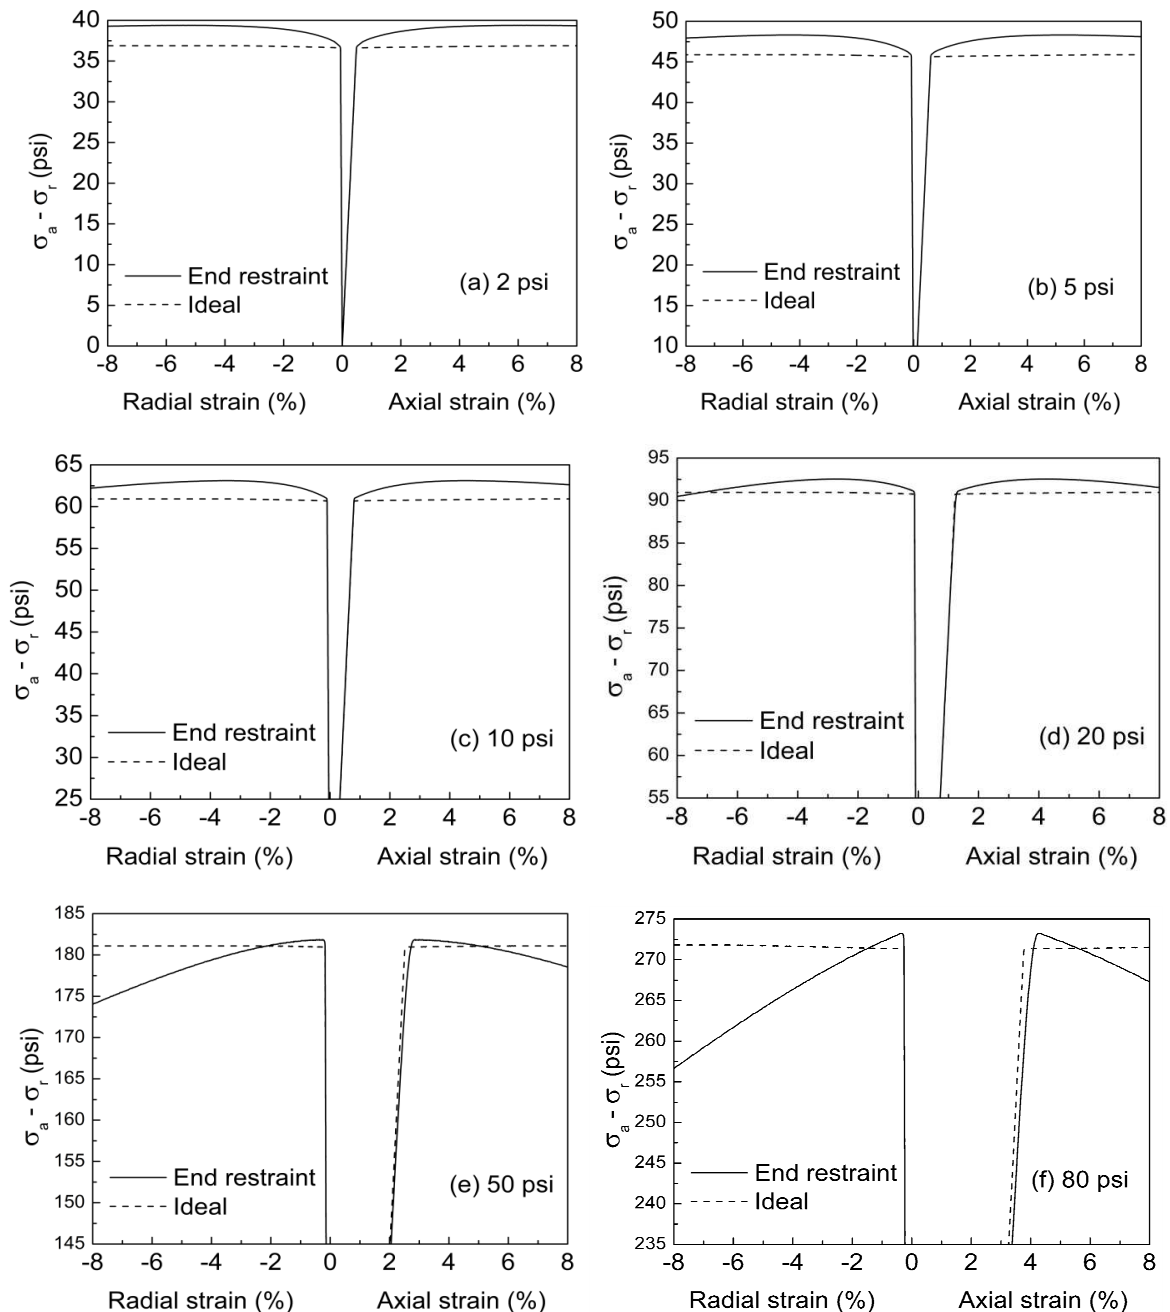 40
35
30
25
20
15
10
5
0
σa - σr (psi)
End restraint
Ideal
(a) 2 psi
-8 -6 -4 -2 0 2 4 6 8
Radial strain (%) Axial strain (%)
50
45
40
35
30
25
20
15
10
σa - σr (psi)
End restraint
Ideal
(b) 5 psi
-8 -6 -4 -2 0 2 4 6 8
Radial strain (%) Axial strain (%)
65
60
55
50
45
40
35
30
25
σa - σr (psi)
End restraint
Ideal
(c) 10 psi
-8 -6 -4 -2 0 2 4 6 8
Radial strain (%) Axial strain (%)
95
90
85
80
75
70
65
60
55
σa - σr (psi)
End restraint
Ideal
(d) 20 psi
-8 -6 -4 -2 0 2 4 6 8
Radial strain (%) Axial strain (%)
185
180
175
170
165
160
155
150
145
σa - σr (psi)
End restraint
Ideal
(e) 50 psi
-8 -6 -4 -2 0 2 4 6 8
Radial strain (%) Axial strain (%)
275
270
265
260
255
250
245
240
235
σa - σr (psi)
End restraint
Ideal
(f) 80 psi
-8 -6 -4 -2 0 2 4 6 8
Radial strain (%) Axial strain (%)